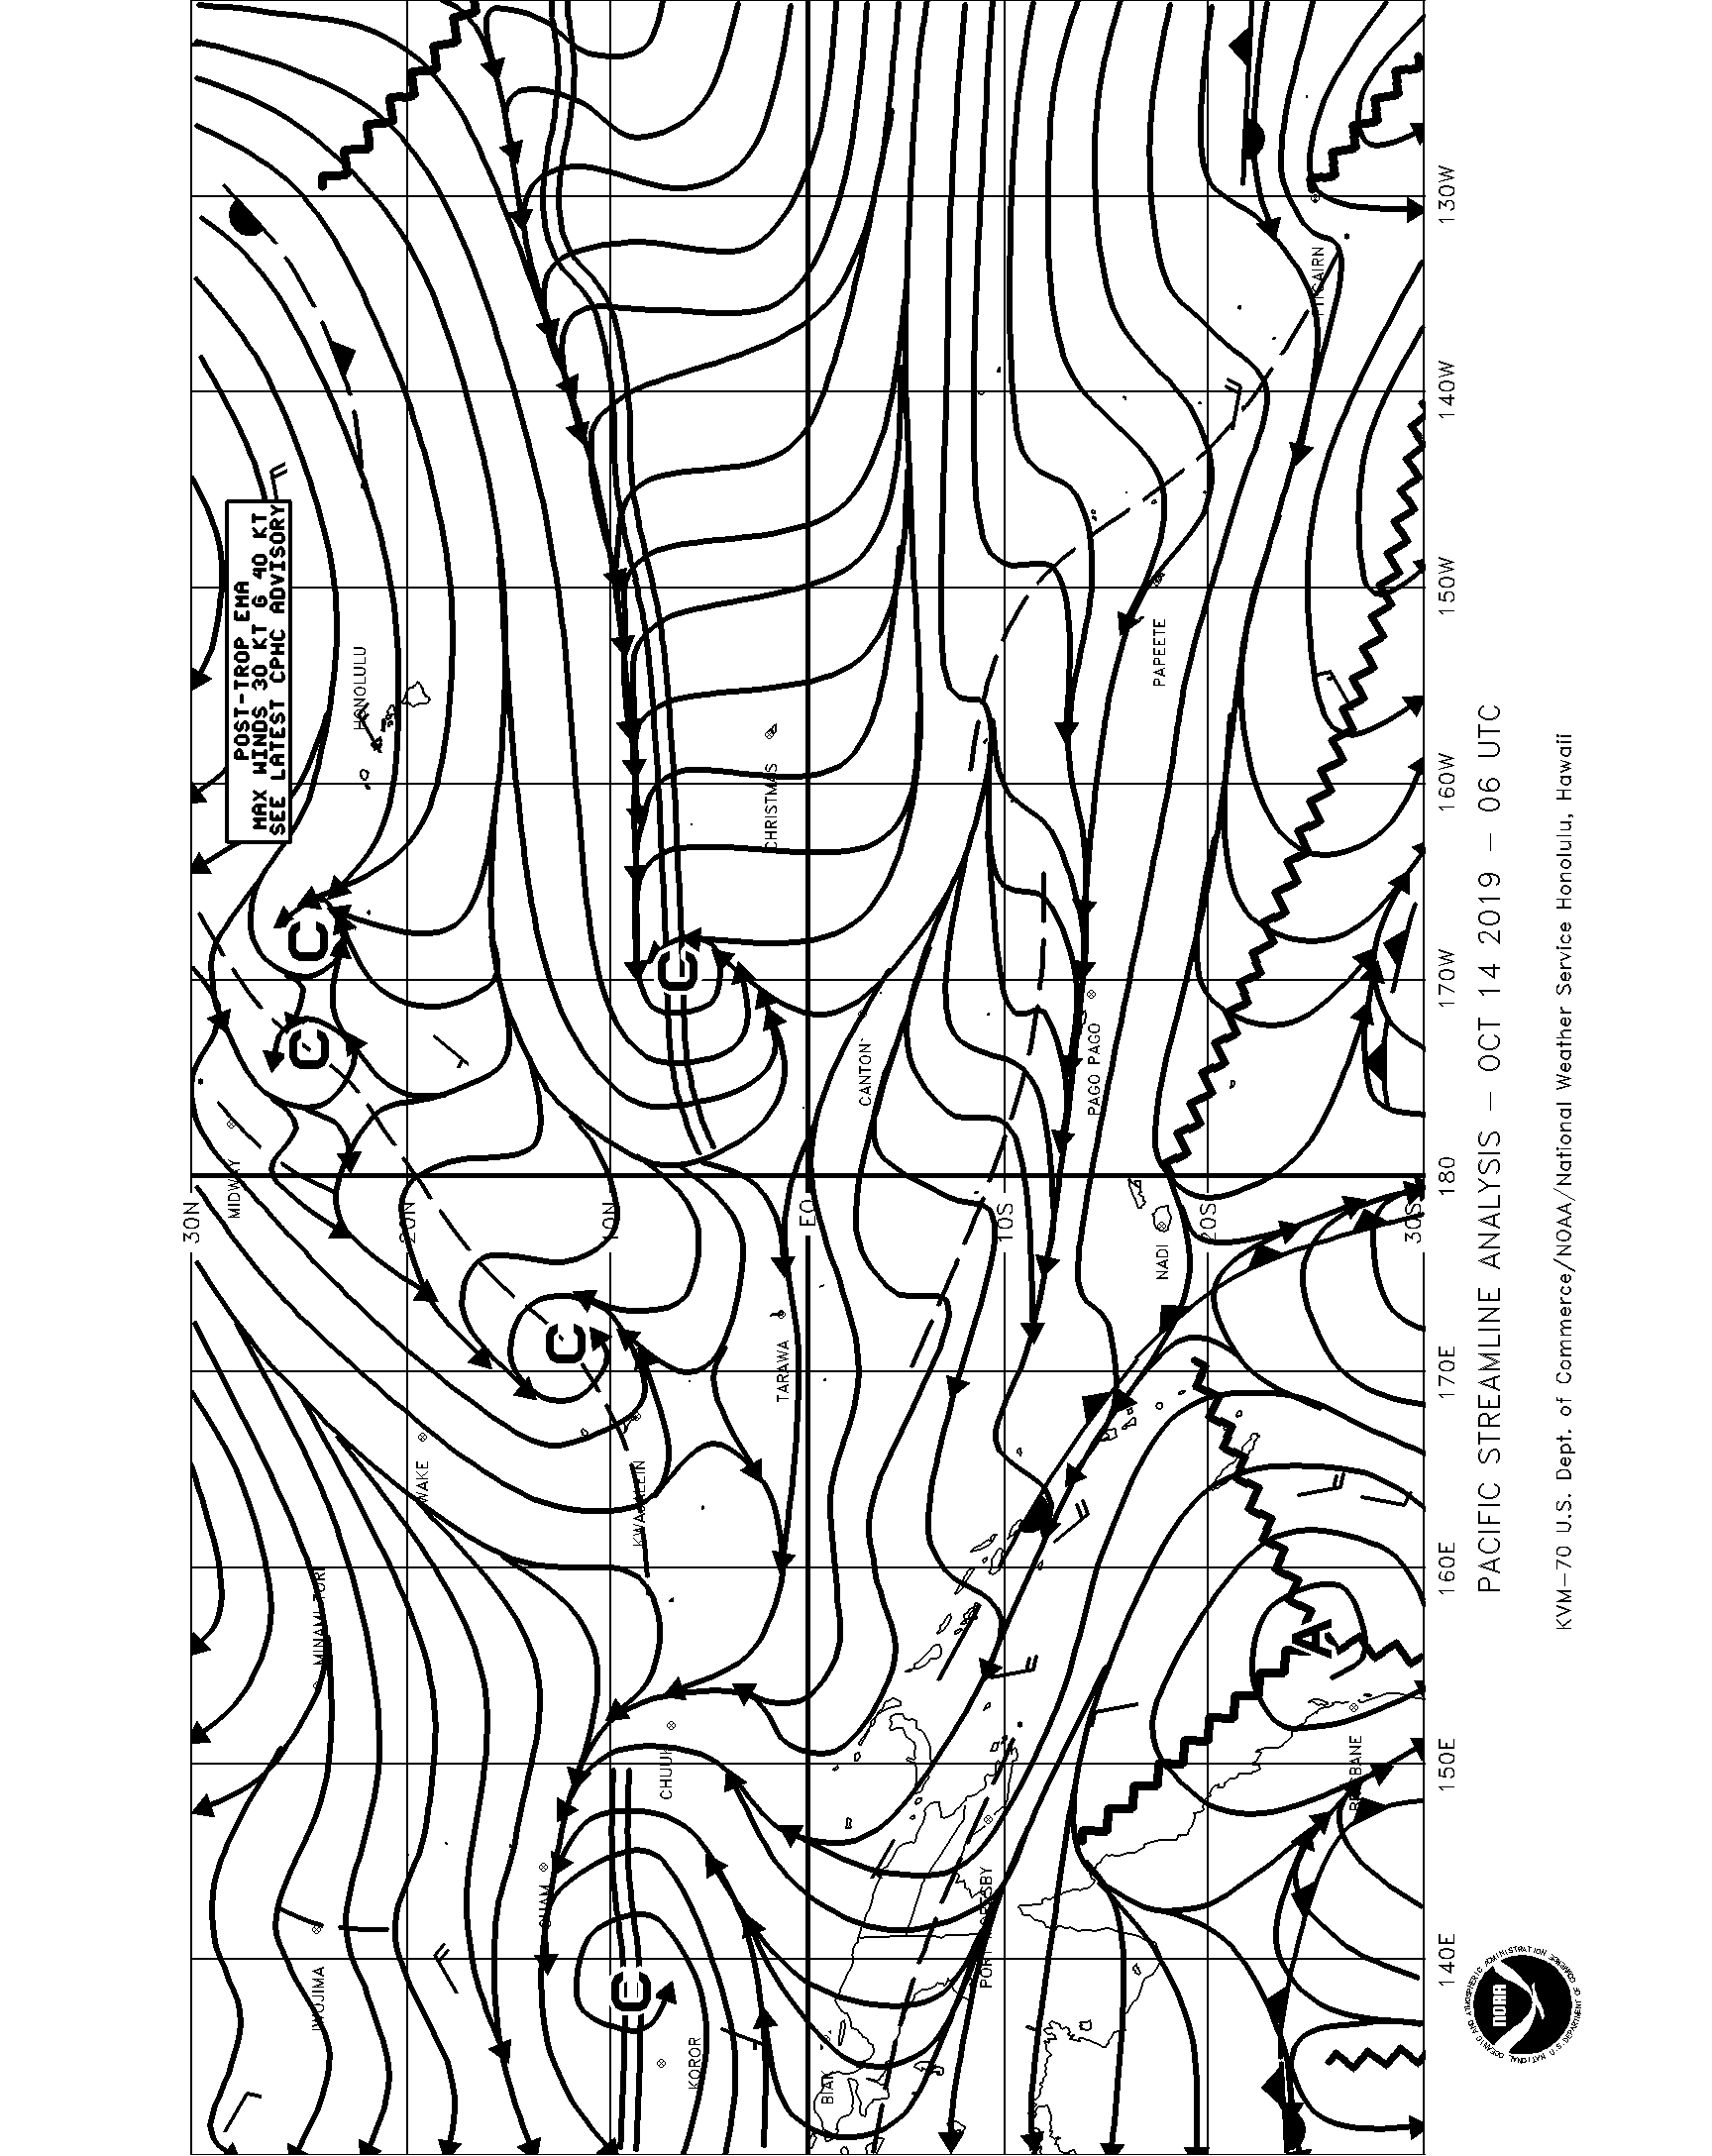 POST-TROP EMA
MAX WINDS 30 KT G 40 KT
SEE LATEST CPHC ADVISORY
HONOLULU
MIDWAY
WAKE
MINAMI TORI
IWOJIMA
GUAM
KWAJALEIN
CHUUK
KOROR
CHRISTMAS
TARAWA
CANTON
BIAK
PORT MORESBY
PAGO PAGO
PAPEETE
NADI
PITCAIRN
BRISBANE
30N
20N
10N
EQ
10S
20S
30S
C
C
C
C
C
A
140E
150E
160E
170E
180
170W
160W
150W
140W
130W
PACIFIC STREAMLINE ANALYSIS - OCT 14 2019 - 06 UTC
KVM-70 U.S. Dept. of Commerce/NOAA/National Weather Service Honolulu, Hawaii
NOAA
NATIONAL OCEANIC AND ATMOSPHERIC ADMINISTRATION
U.S. DEPARTMENT OF COMMERCE